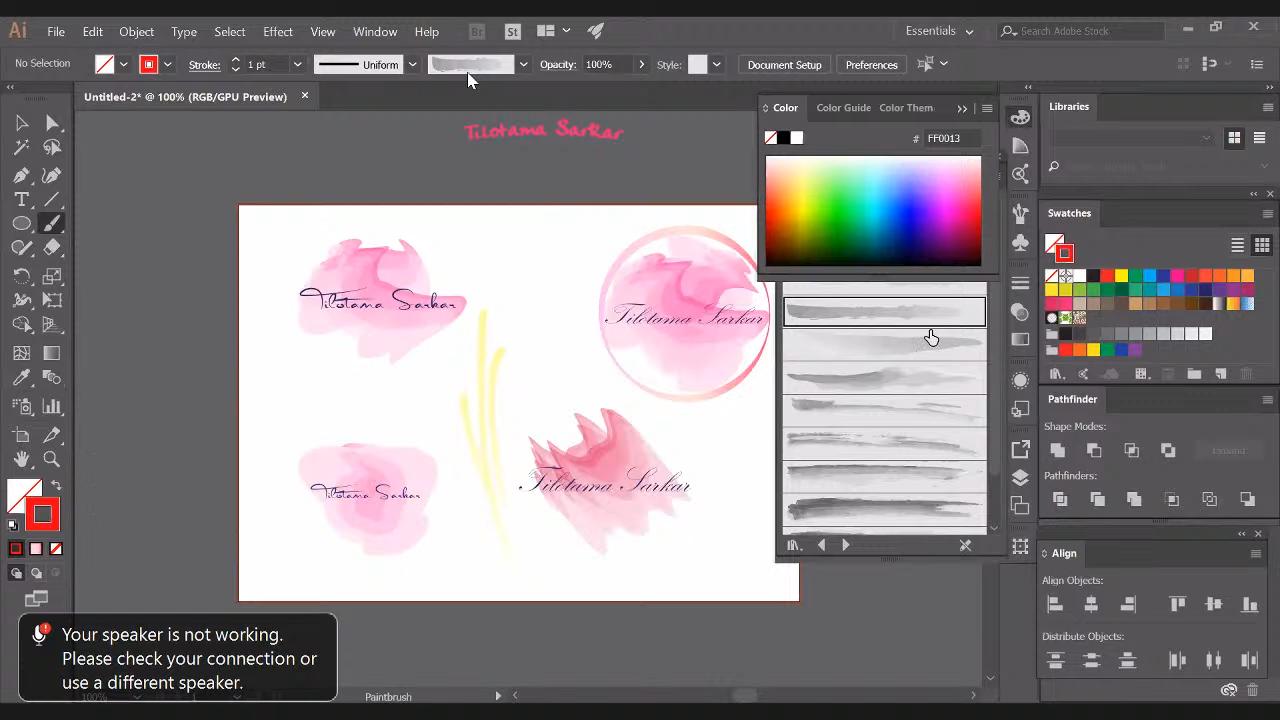 Ai File Edit Object Type Select Effect View Window Help Br St Essentials Search Adobe Stock
No Selection Stroke: 1 pt Uniform Opacity: 100% Style: Document Setup Preferences
Untitled-2* @ 100% (RGB/GPU Preview)
Color Color Guide Color Them
# FF0013
Libraries
Swatches
Pathfinder
Shape Modes:
Expand
Pathfinders:
Align
Align Objects:
Distribute Objects:
Tilotama Sarkar
Tilotama Sarkar
Tilotama Sarkar
Tilotama Sarkar
Tilotama Sarkar
Your speaker is not working.
Please check your connection or
use a different speaker.
100% 1 Paintbrush